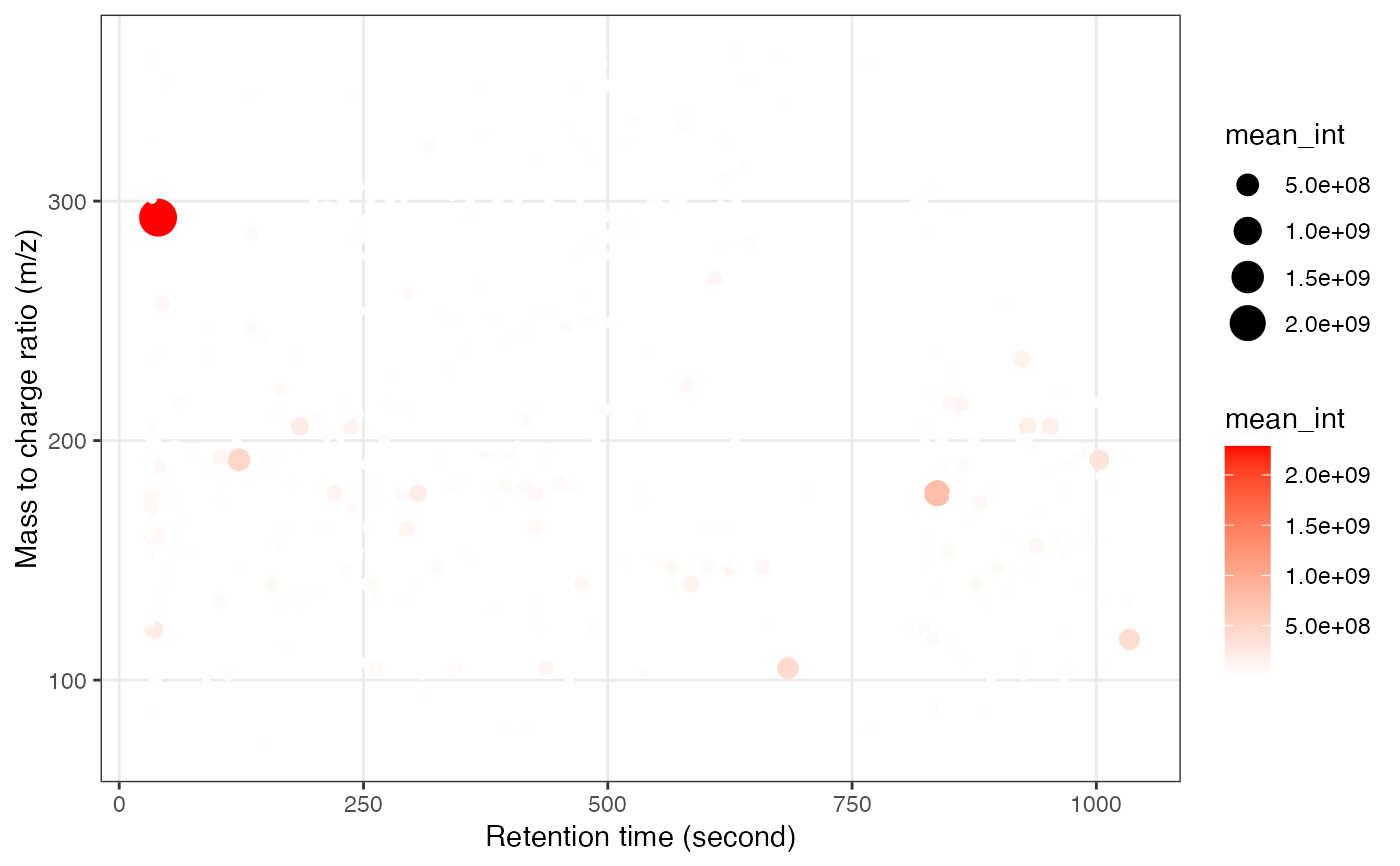 Mass to charge ratio (m/z)
300
200
100
0
250
500
750
1000
Retention time (second)
mean_int
5.0e+08
1.0e+09
1.5e+09
2.0e+09
mean_int
2.0e+09
1.5e+09
1.0e+09
5.0e+08